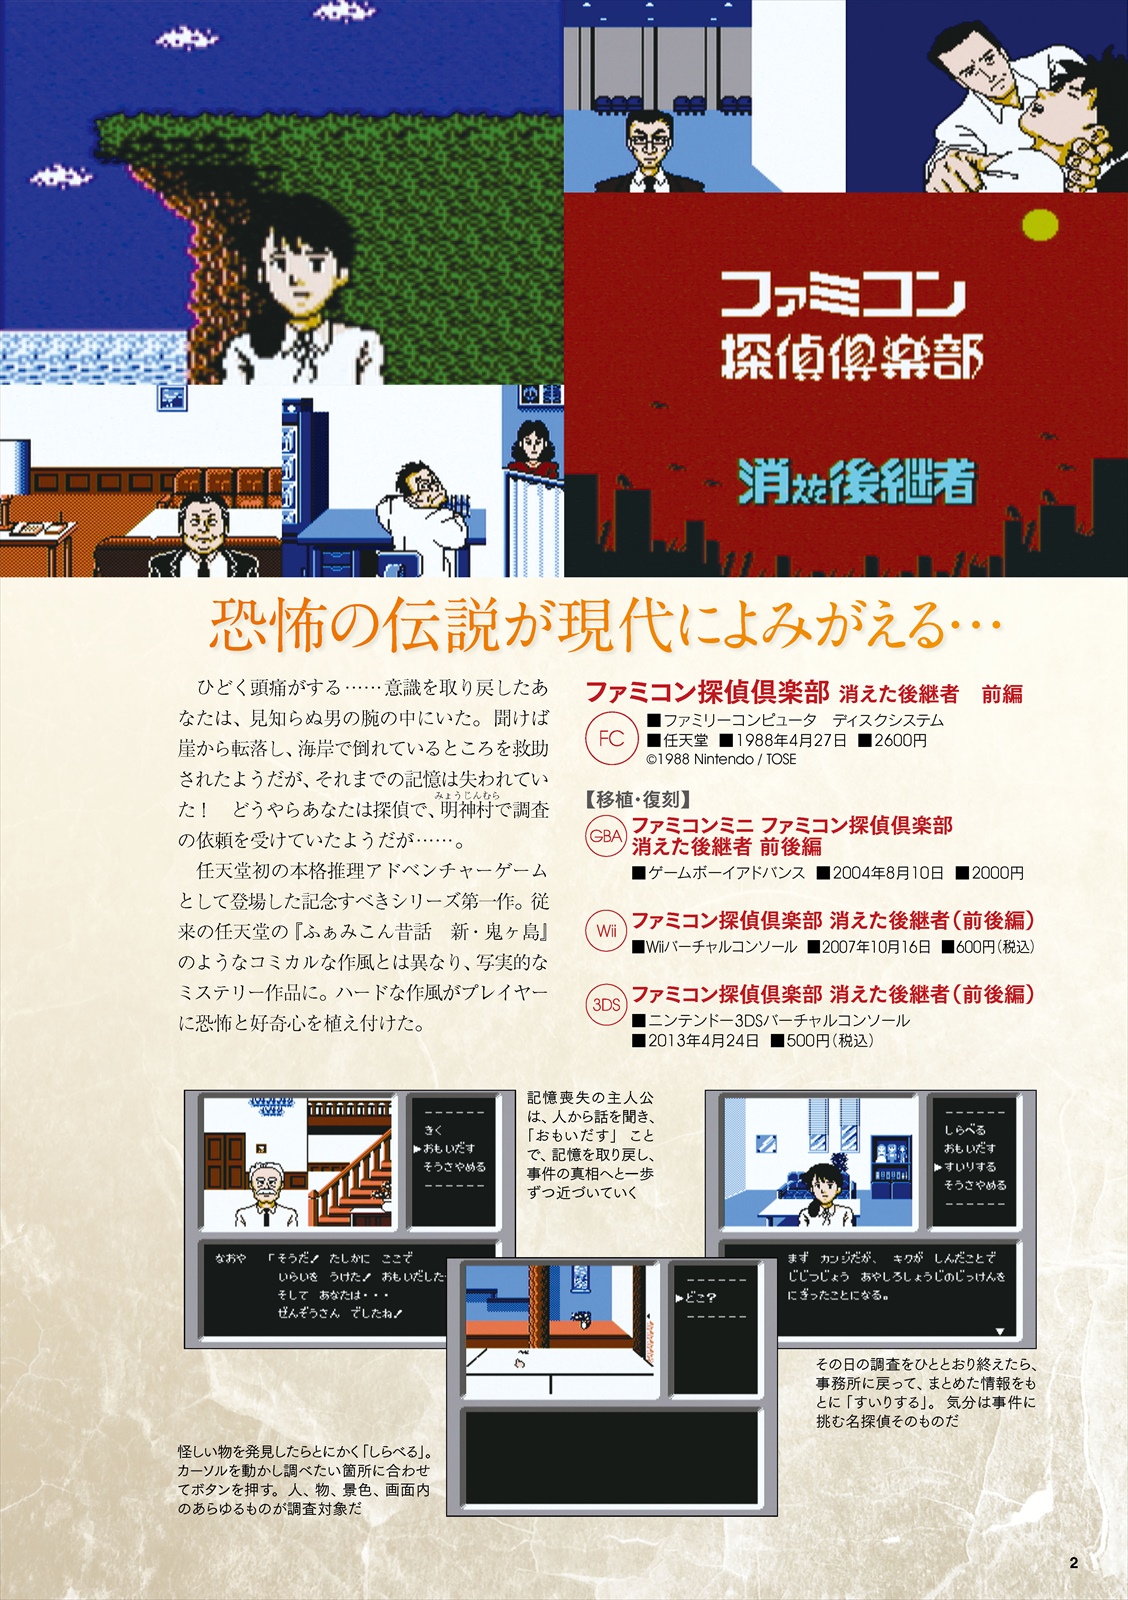 ファミコン
探偵倶楽部
消えた後継者
恐怖の伝説が現代によみがえる…
ひどく頭痛がする……意識を取り戻したあ
なたは、見知らぬ男の腕の中にいた。聞けば
崖から転落し、海岸で倒れているところを救助
されたようだが、それまでの記憶は失われてい
た！　どうやらあなたは探偵で、明神村で調査
みょうじんむら
の依頼を受けていたようだが……。
任天堂初の本格推理アドベンチャーゲーム
として登場した記念すべきシリーズ第一作。従
来の任天堂の『ふぁみこん昔話　新・鬼ヶ島』
のようなコミカルな作風とは異なり、写実的な
ミステリー作品に。ハードな作風がプレイヤー
に恐怖と好奇心を植え付けた。
ファミコン探偵倶楽部 消えた後継者　前編
FC
■ファミリーコンピュータ　ディスクシステム
■任天堂 ■1988年4月27日 ■2600円
©1988 Nintendo / TOSE
【移植・復刻】
GBA
ファミコンミニ ファミコン探偵倶楽部
消えた後継者 前後編
■ゲームボーイアドバンス ■2004年8月10日 ■2000円
Wii
ファミコン探偵倶楽部 消えた後継者（前後編）
■Wiiバーチャルコンソール ■2007年10月16日 ■600円（税込）
3DS
ファミコン探偵倶楽部 消えた後継者（前後編）
■ニンテンドー3DSバーチャルコンソール
■2013年4月24日 ■500円（税込）
きく
▶おもいだす
そうさやめる
なおや　「そうだ！ たしかに ここで
いらいを うけた！ おもいだした
そして あなたは・・・
ぜんぞうさん でしたね！
記憶喪失の主人公
は、人から話を聞き、
「おもいだす」 こと
で、記憶を取り戻し、
事件の真相へと一歩
ずつ近づいていく
しらべる
おもいだす
▶すいりする
そうさやめる
まず カンジだが、 キクが しんだことで
じじつじょう あやしろしょうじのじっけんを
にぎったことになる。
▼
▶どこ？
その日の調査をひととおり終えたら、
事務所に戻って、まとめた情報をも
とに「すいりする」。気分は事件に
挑む名探偵そのものだ
怪しい物を発見したらとにかく「しらべる」。
カーソルを動かし調べたい箇所に合わせ
てボタンを押す。人、物、景色、画面内
のあらゆるものが調査対象だ
2